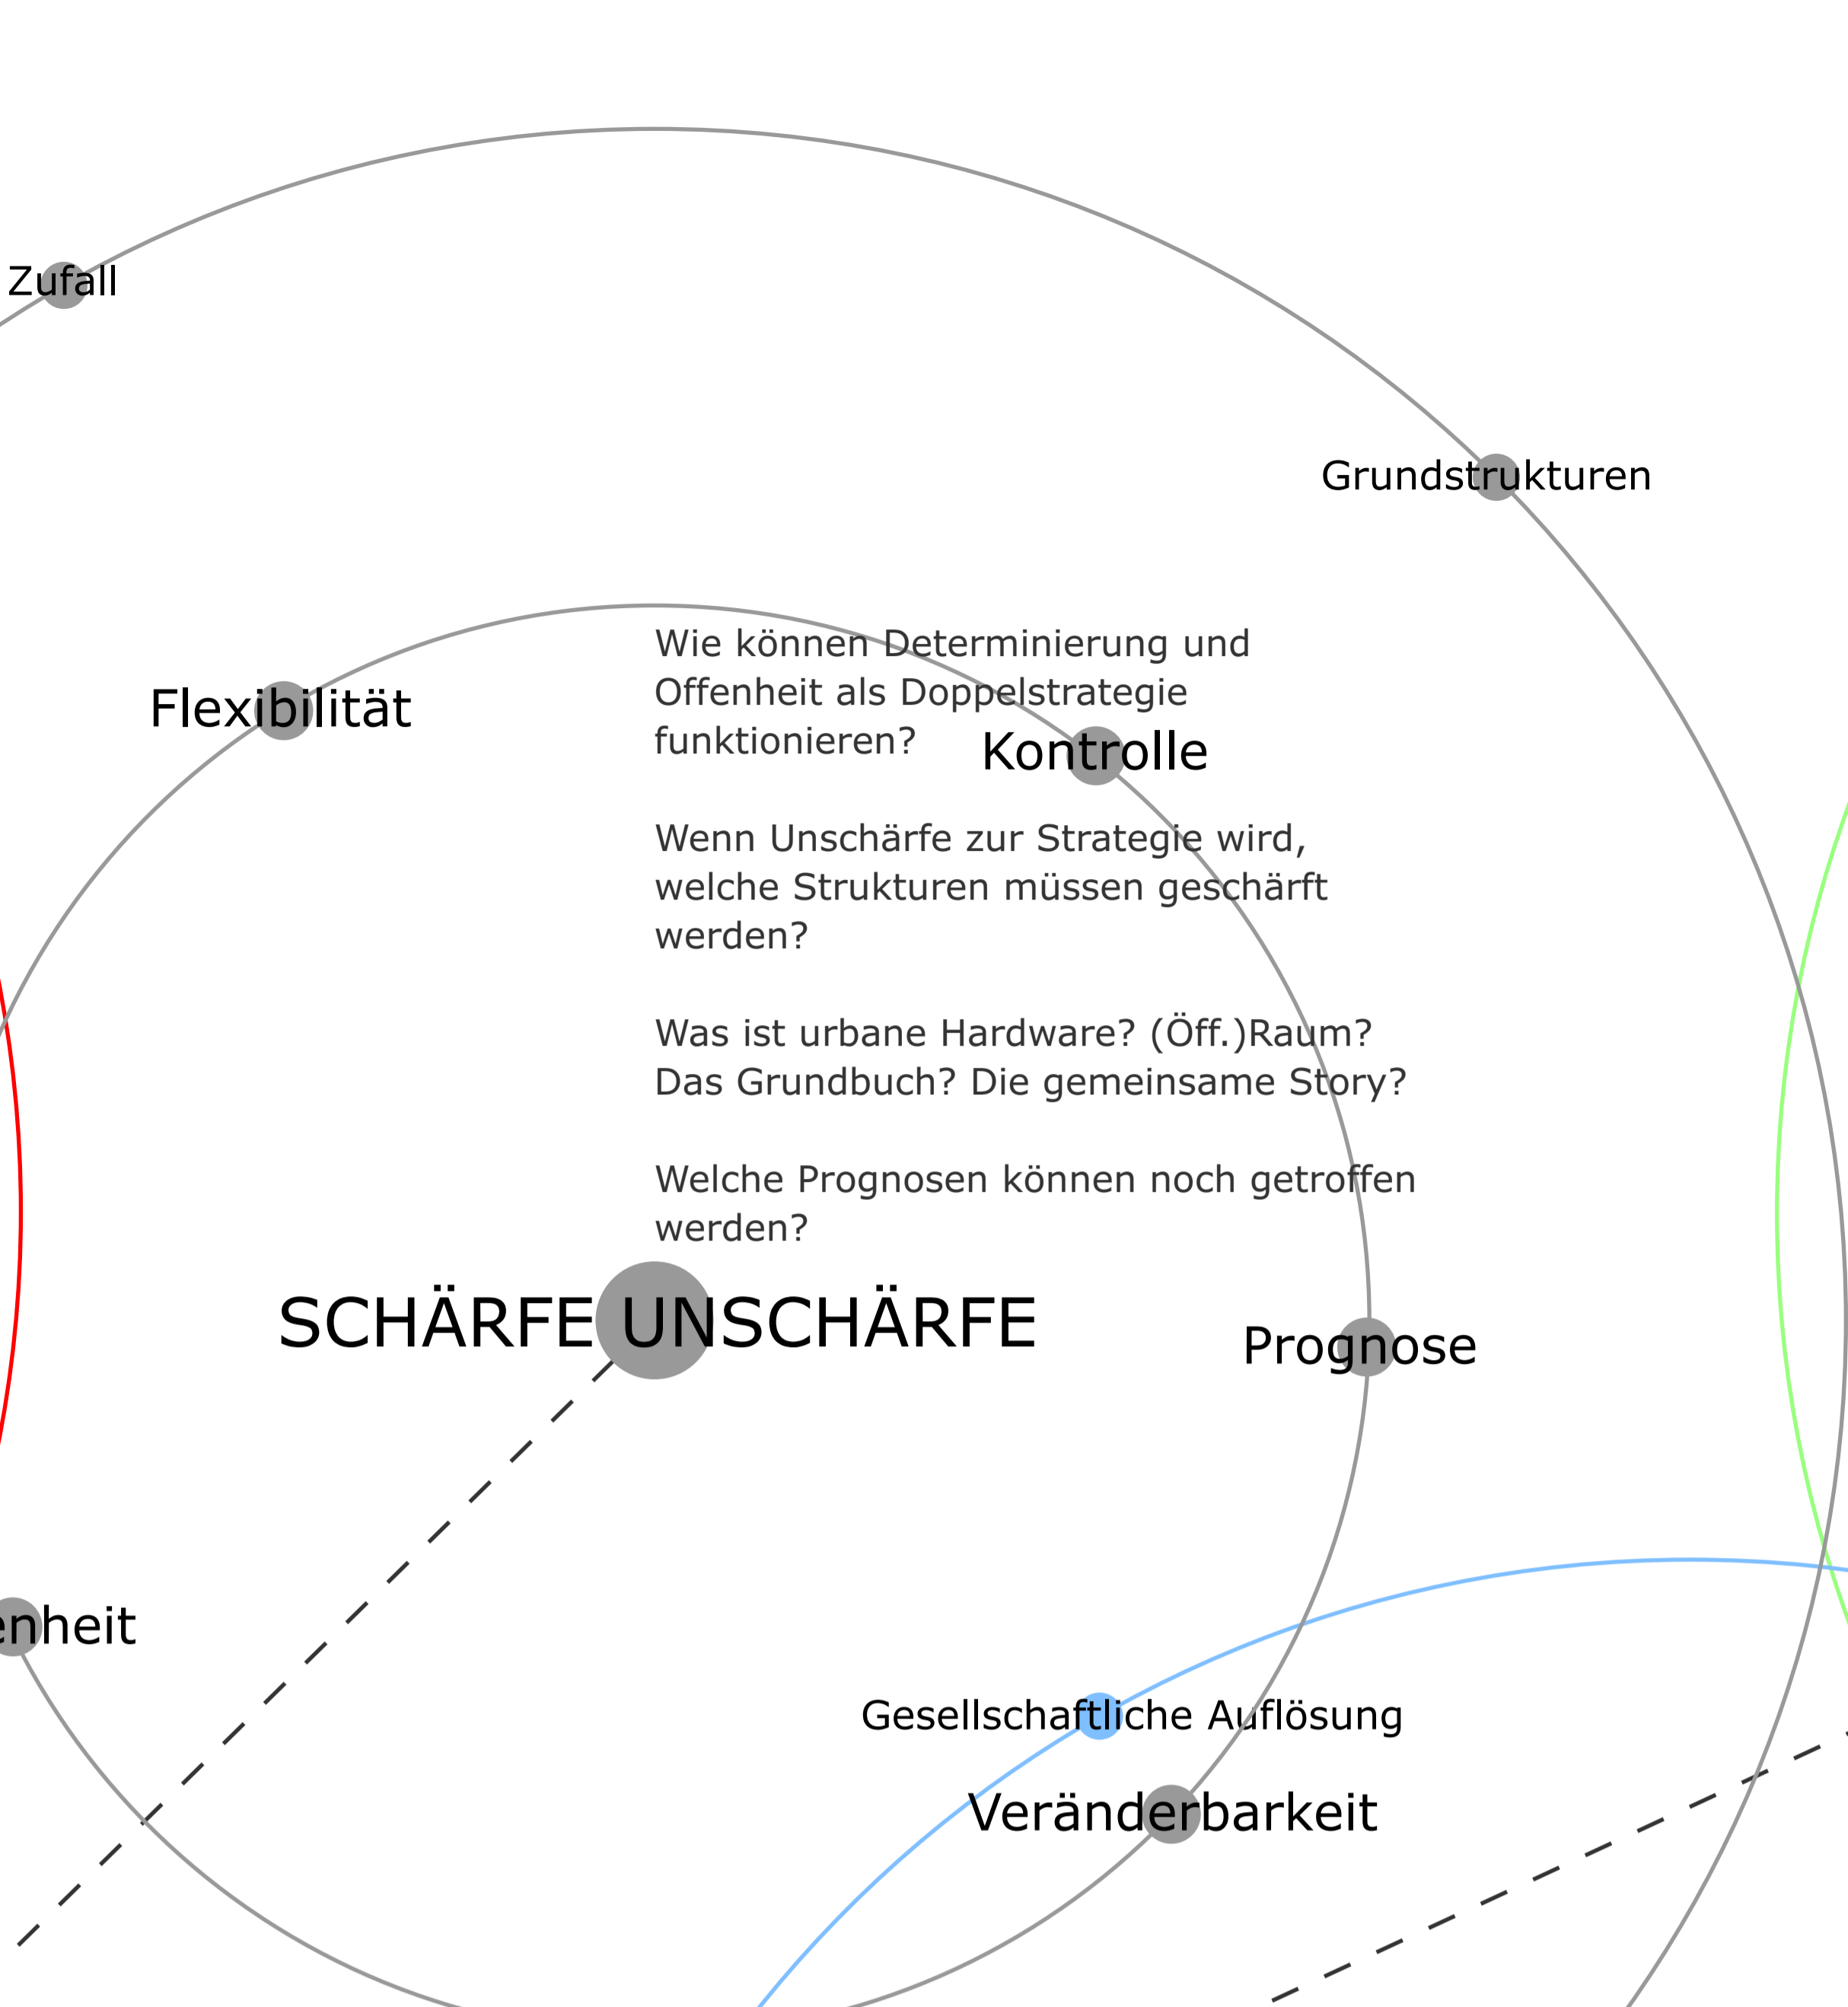 Zufall
Grundstrukturen
Wie können Determinierung und
Offenheit als Doppelstrategie
funktionieren?
Flexibilität
Kontrolle
Wenn Unschärfe zur Strategie wird,
welche Strukturen müssen geschärft
werden?
Was ist urbane Hardware? (Öff.)Raum?
Das Grundbuch? Die gemeinsame Story?
Welche Prognosen können noch getroffen
werden?
SCHÄRFE UNSCHÄRFE
Prognose
Gesellschaftliche Auflösung
Veränderbarkeit